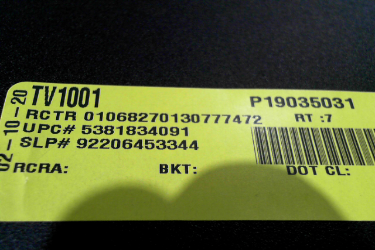 02-10-20
TV1001 P19035031
RCTR 01068270130777472 RT :7
UPC# 5381834091
SLP# 92206453344
RCRA: BKT: DOT CL: